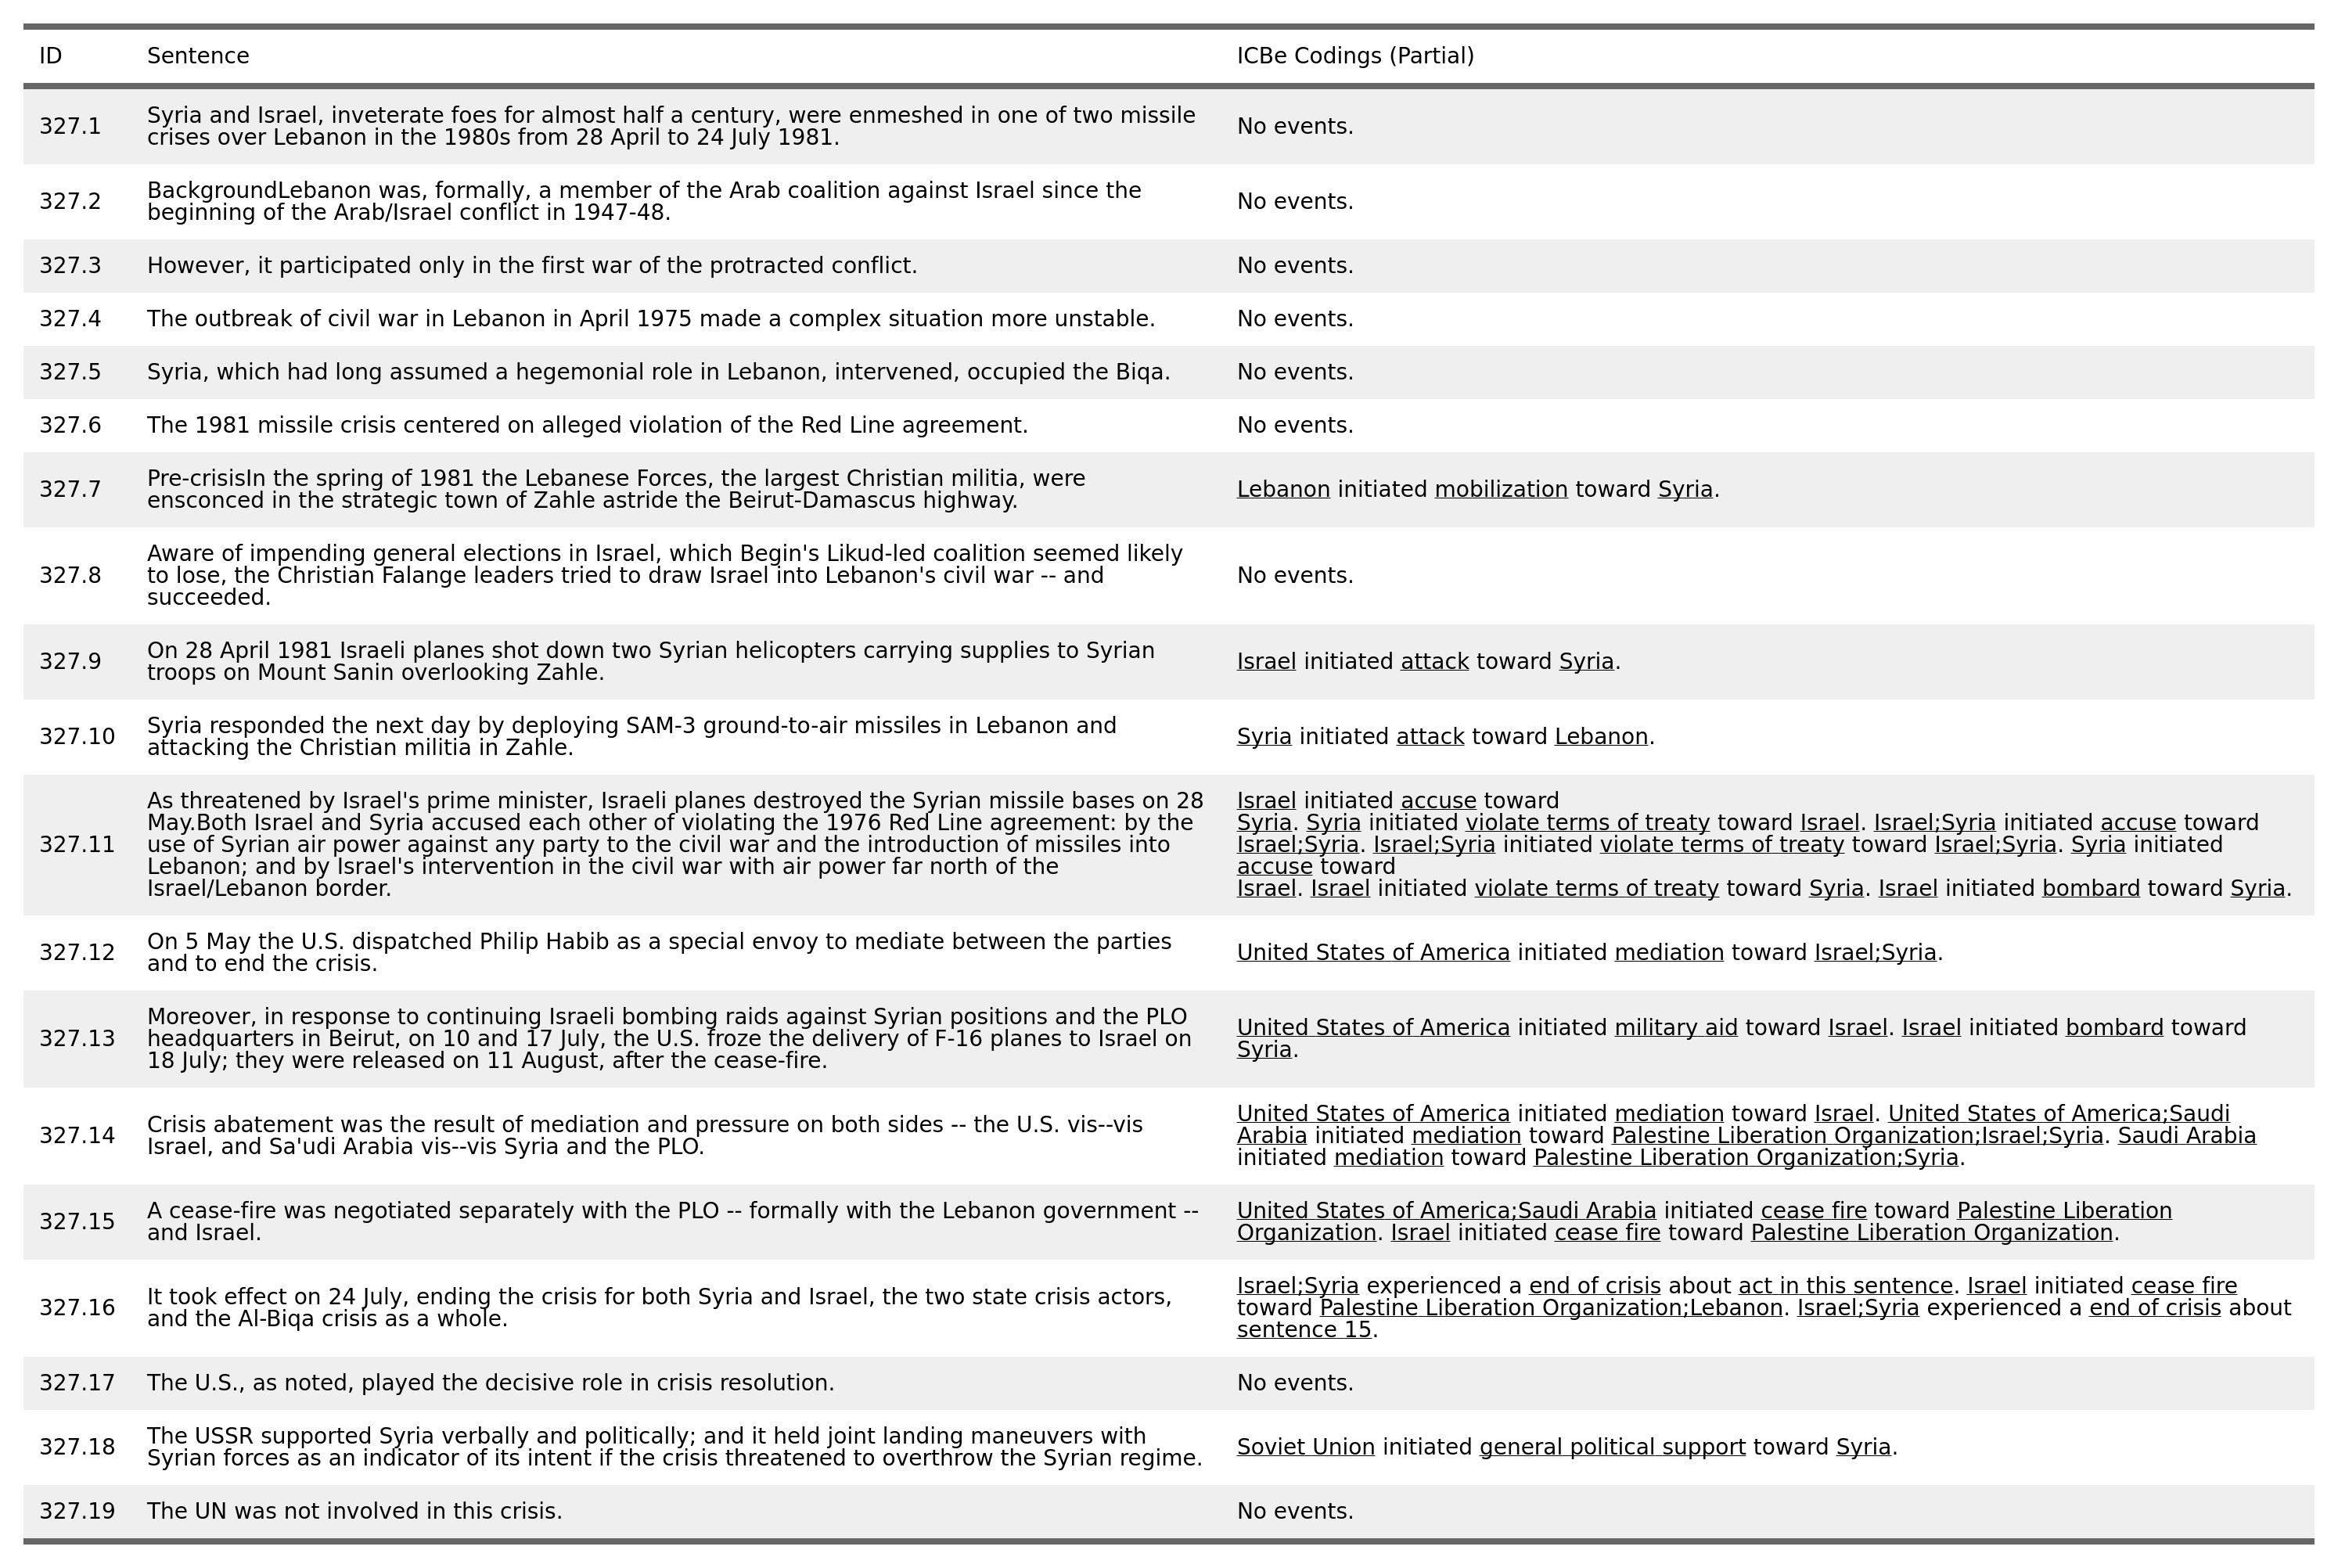 ID Sentence ICBe Codings (Partial)
327.1 Syria and Israel, inveterate foes for almost half a century, were enmeshed in one of two missile
crises over Lebanon in the 1980s from 28 April to 24 July 1981. No events.
327.2 BackgroundLebanon was, formally, a member of the Arab coalition against Israel since the
beginning of the Arab/Israel conflict in 1947-48. No events.
327.3 However, it participated only in the first war of the protracted conflict. No events.
327.4 The outbreak of civil war in Lebanon in April 1975 made a complex situation more unstable. No events.
327.5 Syria, which had long assumed a hegemonial role in Lebanon, intervened, occupied the Biqa. No events.
327.6 The 1981 missile crisis centered on alleged violation of the Red Line agreement. No events.
327.7 Pre-crisisIn the spring of 1981 the Lebanese Forces, the largest Christian militia, were
ensconced in the strategic town of Zahle astride the Beirut-Damascus highway. Lebanon initiated mobilization toward Syria.
327.8 Aware of impending general elections in Israel, which Begin's Likud-led coalition seemed likely
to lose, the Christian Falange leaders tried to draw Israel into Lebanon's civil war -- and
succeeded. No events.
327.9 On 28 April 1981 Israeli planes shot down two Syrian helicopters carrying supplies to Syrian
troops on Mount Sanin overlooking Zahle. Israel initiated attack toward Syria.
327.10 Syria responded the next day by deploying SAM-3 ground-to-air missiles in Lebanon and
attacking the Christian militia in Zahle. Syria initiated attack toward Lebanon.
327.11 As threatened by Israel's prime minister, Israeli planes destroyed the Syrian missile bases on 28
May.Both Israel and Syria accused each other of violating the 1976 Red Line agreement: by the
use of Syrian air power against any party to the civil war and the introduction of missiles into
Lebanon; and by Israel's intervention in the civil war with air power far north of the
Israel/Lebanon border.
Israel initiated accuse toward
Syria. Syria initiated violate terms of treaty toward Israel. Israel;Syria initiated accuse toward
Israel;Syria. Israel;Syria initiated violate terms of treaty toward Israel;Syria. Syria initiated
accuse toward
Israel. Israel initiated violate terms of treaty toward Syria. Israel initiated bombard toward Syria.
327.12 On 5 May the U.S. dispatched Philip Habib as a special envoy to mediate between the parties
and to end the crisis. United States of America initiated mediation toward Israel;Syria.
327.13 Moreover, in response to continuing Israeli bombing raids against Syrian positions and the PLO
headquarters in Beirut, on 10 and 17 July, the U.S. froze the delivery of F-16 planes to Israel on
18 July; they were released on 11 August, after the cease-fire.
United States of America initiated military aid toward Israel. Israel initiated bombard toward
Syria.
327.14 Crisis abatement was the result of mediation and pressure on both sides -- the U.S. vis--vis
Israel, and Sa'udi Arabia vis--vis Syria and the PLO.
United States of America initiated mediation toward Israel. United States of America;Saudi
Arabia initiated mediation toward Palestine Liberation Organization;Israel;Syria. Saudi Arabia
initiated mediation toward Palestine Liberation Organization;Syria.
327.15 A cease-fire was negotiated separately with the PLO -- formally with the Lebanon government --
and Israel.
United States of America;Saudi Arabia initiated cease fire toward Palestine Liberation
Organization. Israel initiated cease fire toward Palestine Liberation Organization.
327.16 It took effect on 24 July, ending the crisis for both Syria and Israel, the two state crisis actors,
and the Al-Biqa crisis as a whole.
Israel;Syria experienced a end of crisis about act in this sentence. Israel initiated cease fire
toward Palestine Liberation Organization;Lebanon. Israel;Syria experienced a end of crisis about
sentence 15.
327.17 The U.S., as noted, played the decisive role in crisis resolution. No events.
327.18 The USSR supported Syria verbally and politically; and it held joint landing maneuvers with
Syrian forces as an indicator of its intent if the crisis threatened to overthrow the Syrian regime. Soviet Union initiated general political support toward Syria.
327.19 The UN was not involved in this crisis. No events.